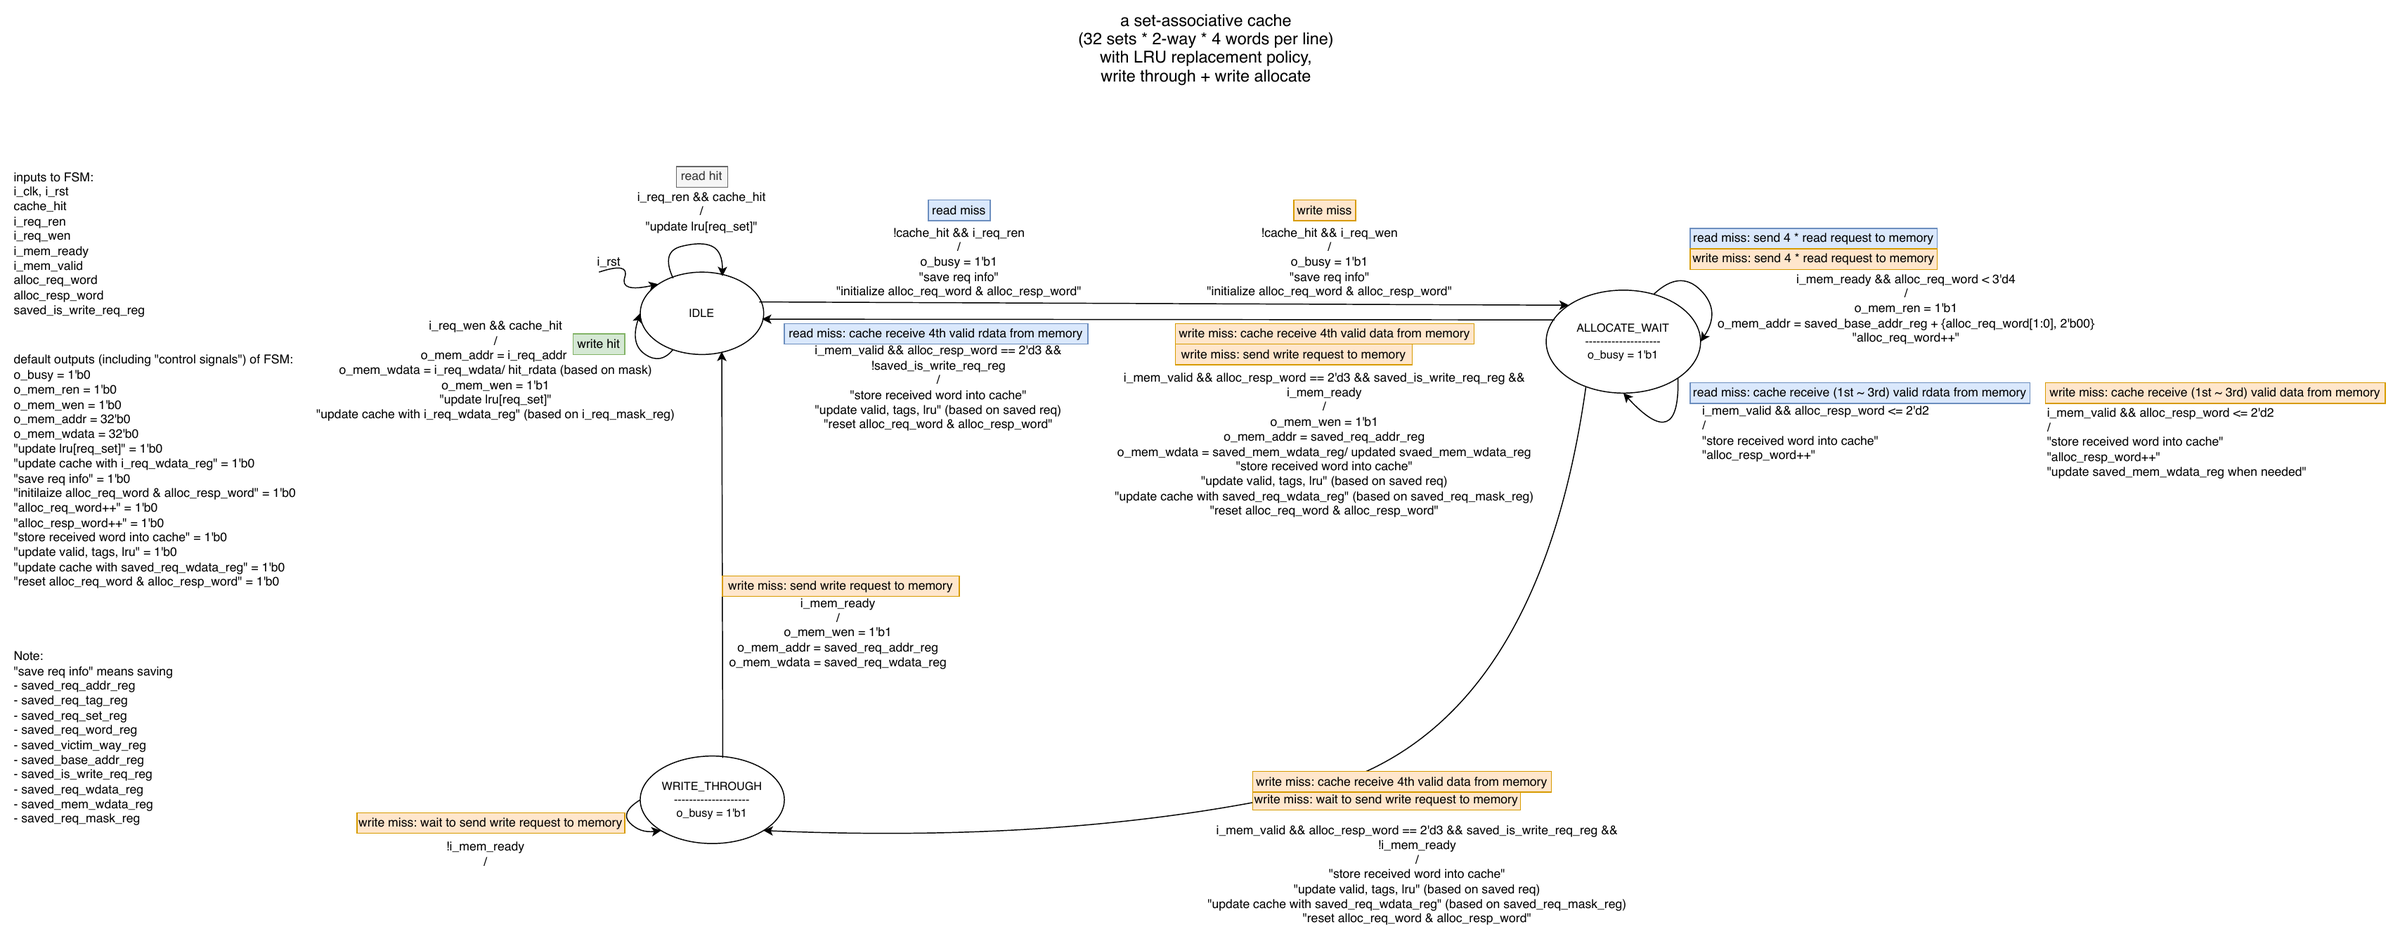 a set-associative cache
(32 sets * 2-way * 4 words per line)
with LRU replacement policy,
write through + write allocate
inputs to FSM:
i_clk, i_rst
cache_hit
i_req_ren
i_req_wen
i_mem_ready
i_mem_valid
alloc_req_word
alloc_resp_word
saved_is_write_req_reg
default outputs (including "control signals") of FSM:
o_busy = 1'b0
o_mem_ren = 1'b0
o_mem_wen = 1'b0
o_mem_addr = 32'b0
o_mem_wdata = 32'b0
"update lru[req_set]" = 1'b0
"update cache with i_req_wdata_reg" = 1'b0
"save req info" = 1'b0
"initilaize alloc_req_word & alloc_resp_word" = 1'b0
"alloc_req_word++" = 1'b0
"alloc_resp_word++" = 1'b0
"store received word into cache" = 1'b0
"update valid, tags, lru" = 1'b0
"update cache with saved_req_wdata_reg" = 1'b0
"reset alloc_req_word & alloc_resp_word" = 1'b0
Note:
"save req info" means saving
- saved_req_addr_reg
- saved_req_tag_reg
- saved_req_set_reg
- saved_req_word_reg
- saved_victim_way_reg
- saved_base_addr_reg
- saved_is_write_req_reg
- saved_req_wdata_reg
- saved_mem_wdata_reg
- saved_req_mask_reg
read hit
i_req_ren && cache_hit
/
"update lru[req_set]"
i_rst
IDLE
i_req_wen && cache_hit
/
write hit
o_mem_addr = i_req_addr
o_mem_wdata = i_req_wdata/ hit_rdata (based on mask)
o_mem_wen = 1'b1
"update lru[req_set]"
"update cache with i_req_wdata_reg" (based on i_req_mask_reg)
read miss
!cache_hit && i_req_ren
/
o_busy = 1'b1
"save req info"
"initialize alloc_req_word & alloc_resp_word"
write miss
!cache_hit && i_req_wen
/
o_busy = 1'b1
"save req info"
"initialize alloc_req_word & alloc_resp_word"
read miss: cache receive 4th valid rdata from memory
i_mem_valid && alloc_resp_word == 2'd3 &&
!saved_is_write_req_reg
/
"store received word into cache"
"update valid, tags, lru" (based on saved req)
"reset alloc_req_word & alloc_resp_word"
write miss: cache receive 4th valid data from memory
write miss: send write request to memory
i_mem_valid && alloc_resp_word == 2'd3 && saved_is_write_req_reg &&
i_mem_ready
/
o_mem_wen = 1'b1
o_mem_addr = saved_req_addr_reg
o_mem_wdata = saved_mem_wdata_reg/ updated svaed_mem_wdata_reg
"store received word into cache"
"update valid, tags, lru" (based on saved req)
"update cache with saved_req_wdata_reg" (based on saved_req_mask_reg)
"reset alloc_req_word & alloc_resp_word"
ALLOCATE_WAIT
--------------------
o_busy = 1'b1
read miss: send 4 * read request to memory
write miss: send 4 * read request to memory
i_mem_ready && alloc_req_word < 3'd4
/
o_mem_ren = 1'b1
o_mem_addr = saved_base_addr_reg + {alloc_req_word[1:0], 2'b00}
"alloc_req_word++"
read miss: cache receive (1st ~ 3rd) valid rdata from memory
i_mem_valid && alloc_resp_word <= 2'd2
/
"store received word into cache"
"alloc_resp_word++"
write miss: cache receive (1st ~ 3rd) valid data from memory
i_mem_valid && alloc_resp_word <= 2'd2
/
"store received word into cache"
"alloc_resp_word++"
"update saved_mem_wdata_reg when needed"
write miss: send write request to memory
i_mem_ready
/
o_mem_wen = 1'b1
o_mem_addr = saved_req_addr_reg
o_mem_wdata = saved_req_wdata_reg
WRITE_THROUGH
--------------------
o_busy = 1'b1
write miss: wait to send write request to memory
!i_mem_ready
/
write miss: cache receive 4th valid data from memory
write miss: wait to send write request to memory
i_mem_valid && alloc_resp_word == 2'd3 && saved_is_write_req_reg &&
!i_mem_ready
/
"store received word into cache"
"update valid, tags, lru" (based on saved req)
"update cache with saved_req_wdata_reg" (based on saved_req_mask_reg)
"reset alloc_req_word & alloc_resp_word"